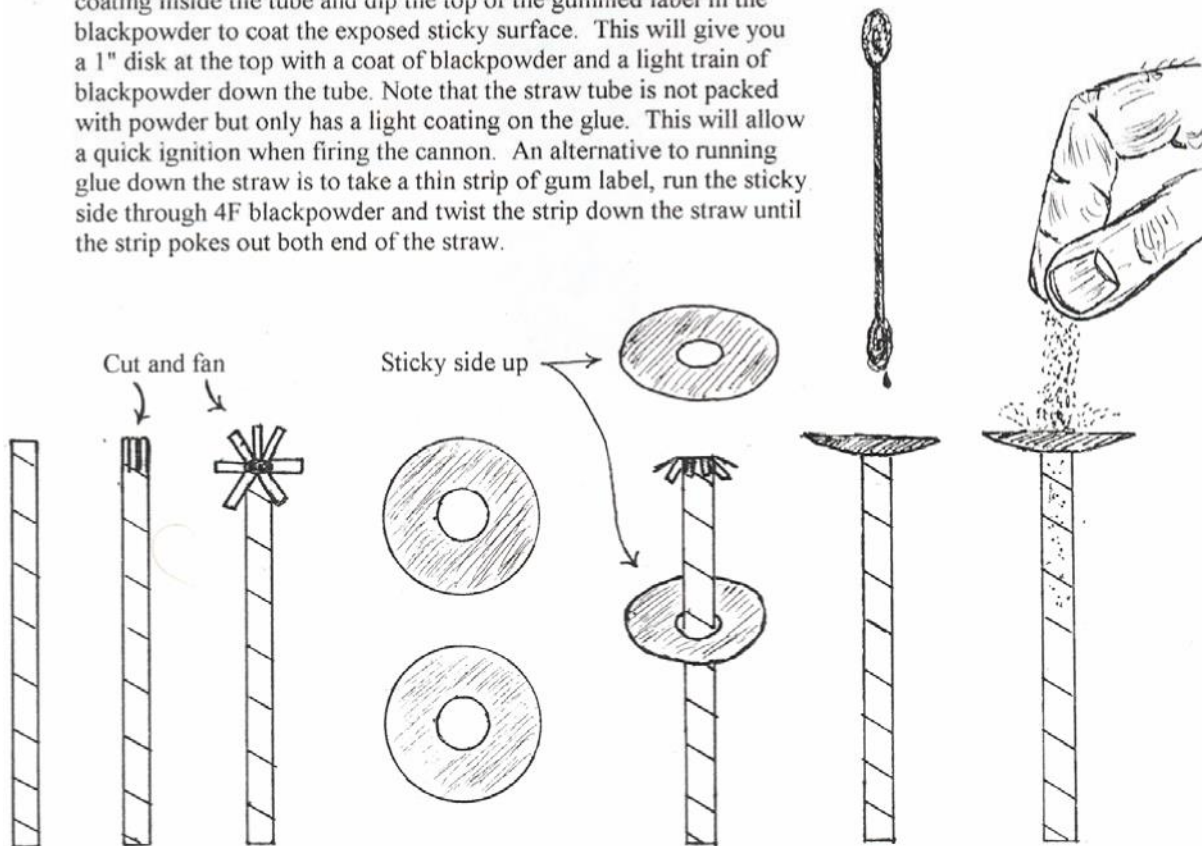 coating inside the tube and dip the top of the gummed label in the
blackpowder to coat the exposed sticky surface.  This will give you
a 1" disk at the top with a coat of blackpowder and a light train of
blackpowder down the tube. Note that the straw tube is not packed
with powder but only has a light coating on the glue.  This will allow
a quick ignition when firing the cannon.  An alternative to running
glue down the straw is to take a thin strip of gum label, run the sticky
side through 4F blackpowder and twist the strip down the straw until
the strip pokes out both end of the straw.
Cut and fan
Sticky side up